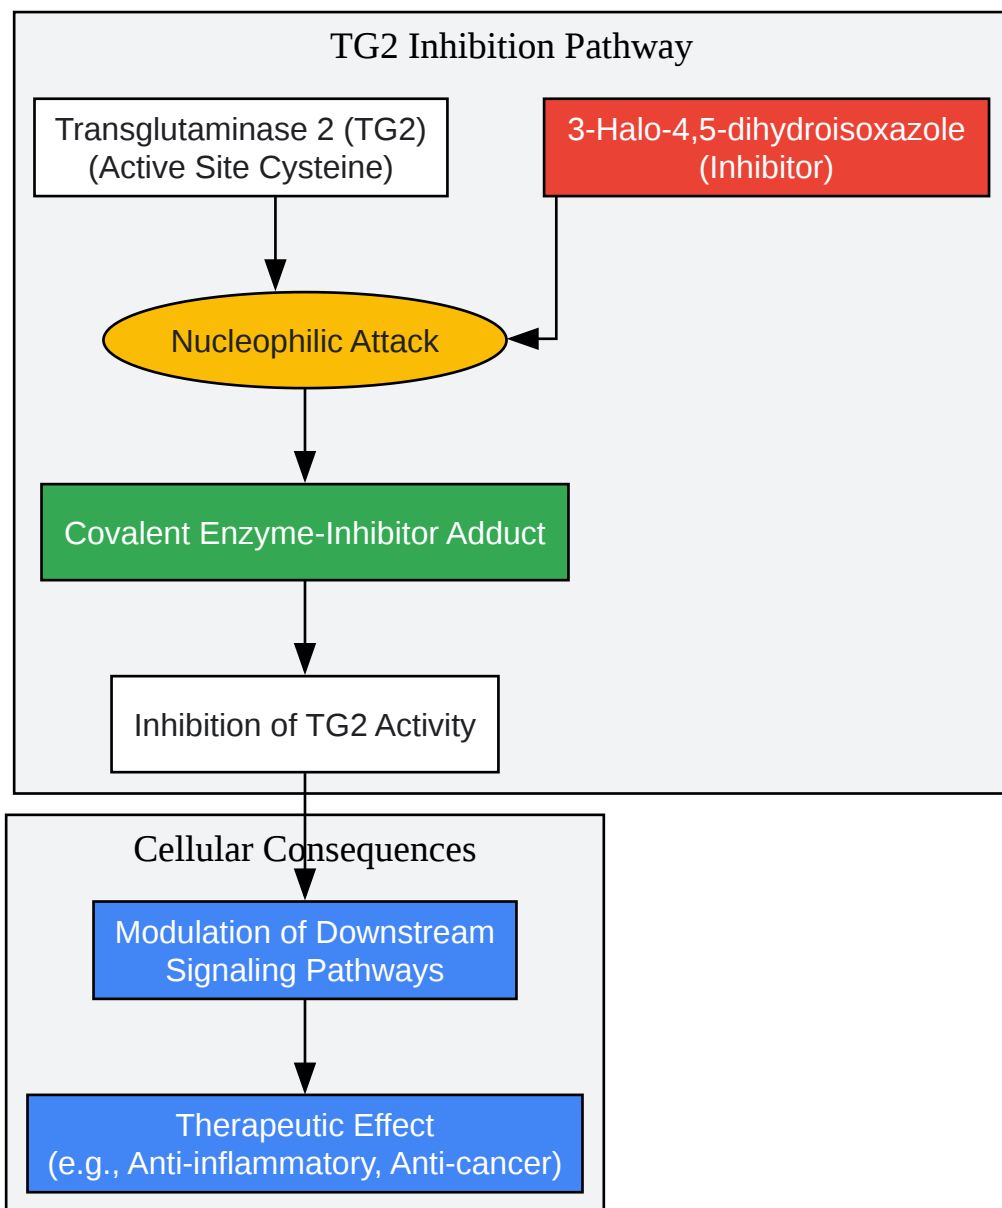 TG2 Inhibition Pathway
Transglutaminase 2 (TG2)
(Active Site Cysteine)
3-Halo-4,5-dihydroisoxazole
(Inhibitor)
Nucleophilic Attack
Covalent Enzyme-Inhibitor Adduct
Inhibition of TG2 Activity
Cellular Consequences
Modulation of Downstream
Signaling Pathways
Therapeutic Effect
(e.g., Anti-inflammatory, Anti-cancer)